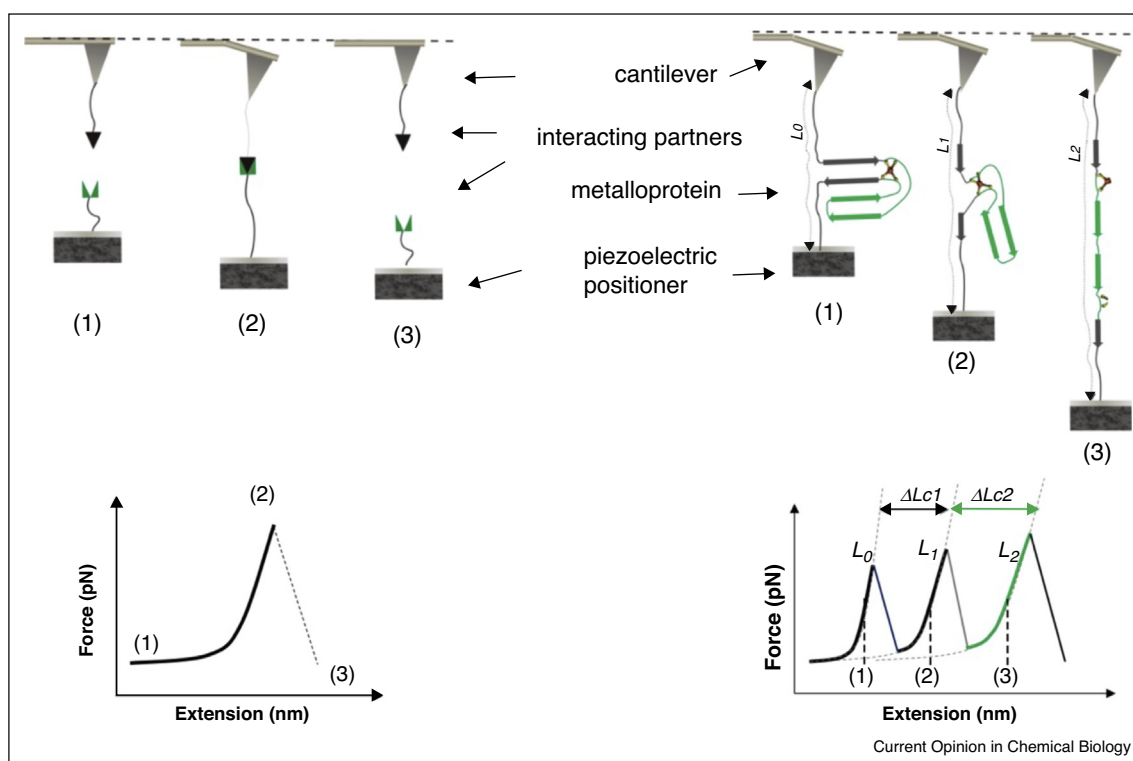 cantilever
interacting partners
metalloprotein
piezoelectric
positioner
(1)
(2)
(3)
L0
L1
L2
(1)
(2)
(3)
Force (pN)
(1)
(2)
(3)
Extension (nm)
ΔLc1
ΔLc2
L0
L1
L2
Force (pN)
(1)
(2)
(3)
Extension (nm)
Current Opinion in Chemical Biology